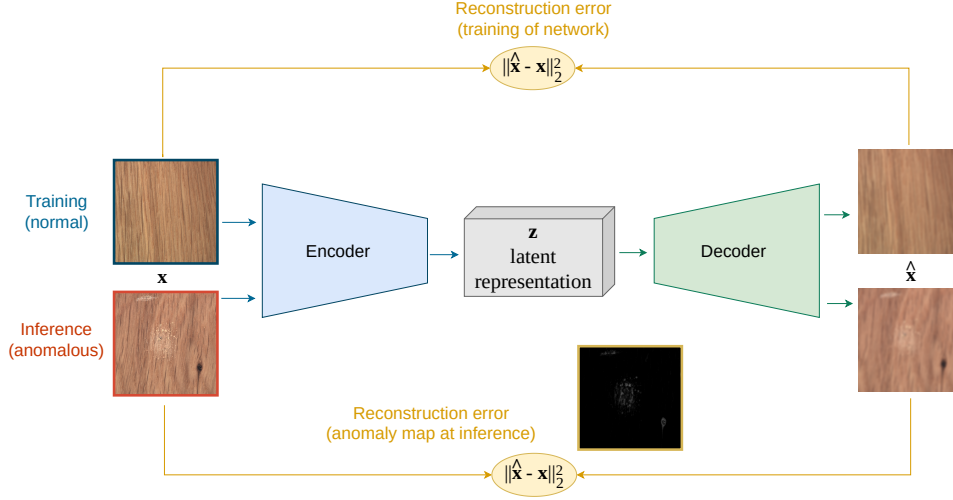 Reconstruction error
(training of network)
||x̂ - x||₂²
Training
(normal)
Encoder
z
latent
representation
Decoder
x
x̂
Inference
(anomalous)
Reconstruction error
(anomaly map at inference)
||x̂ - x||₂²